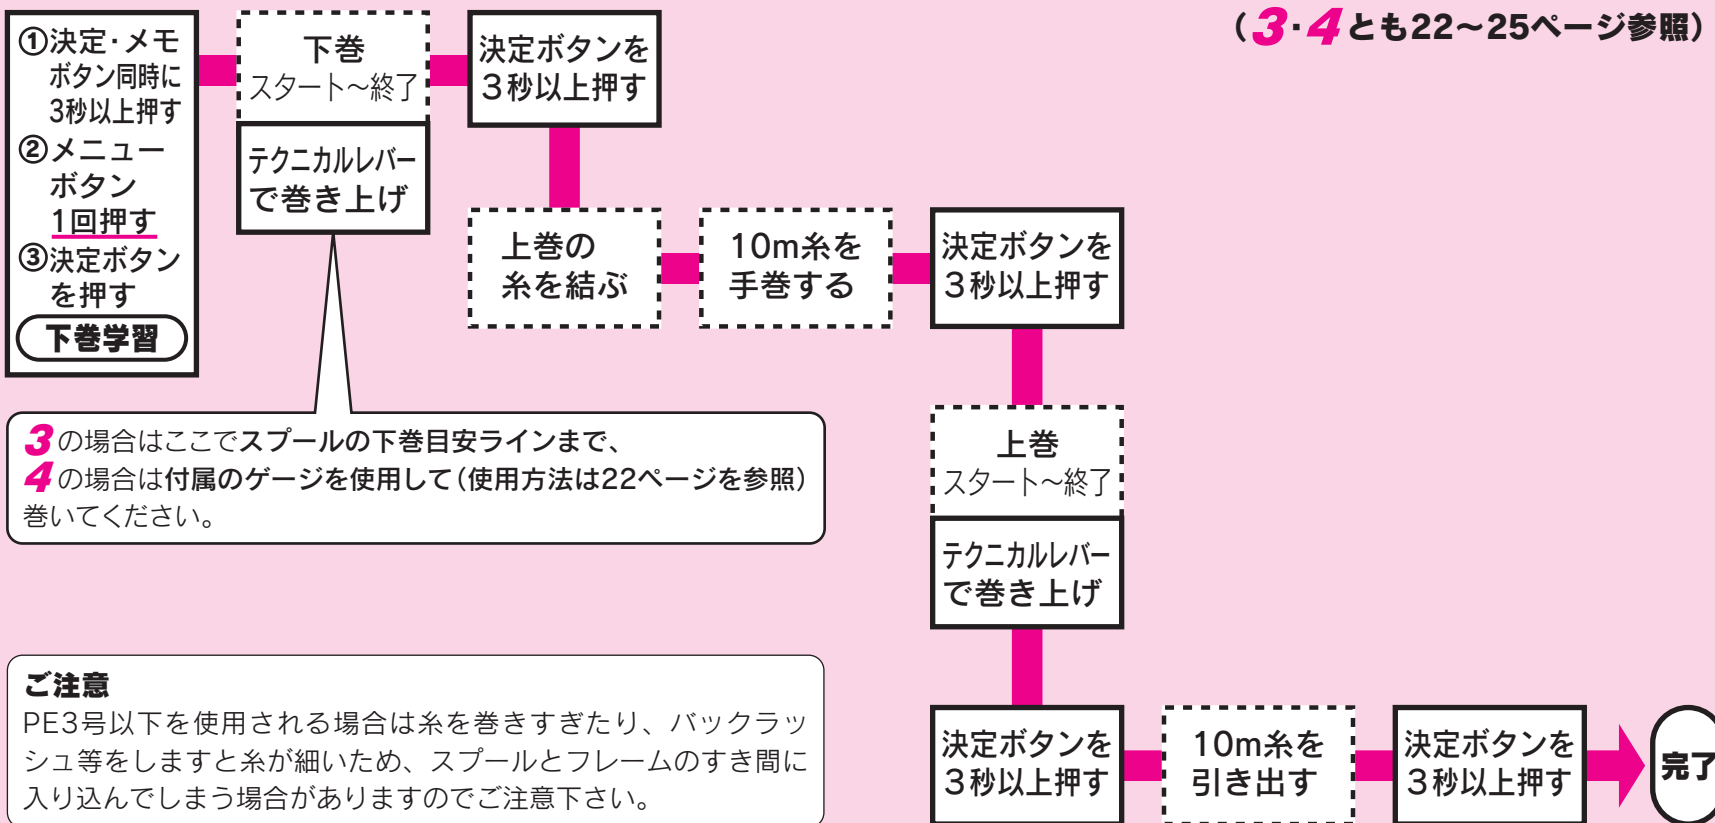 (3・4とも22〜25ページ参照)
①決定・メモ
ボタン同時に
3秒以上押す
②メニュー
ボタン
1回押す
③決定ボタン
を押す
下巻学習
下巻
スタート〜終了
テクニカルレバー
で巻き上げ
決定ボタンを
3秒以上押す
上巻の
糸を結ぶ
10m糸を
手巻する
決定ボタンを
3秒以上押す
3の場合はここでスプールの下巻目安ラインまで、
4の場合は付属のゲージを使用して(使用方法は22ページを参照)
巻いてください。
上巻
スタート〜終了
テクニカルレバー
で巻き上げ
ご注意
PE3号以下を使用される場合は糸を巻きすぎたり、バックラッ
シュ等をしますと糸が細いため、スプールとフレームのすき間に
入り込んでしまう場合がありますのでご注意下さい。
決定ボタンを
3秒以上押す
10m糸を
引き出す
決定ボタンを
3秒以上押す
完了